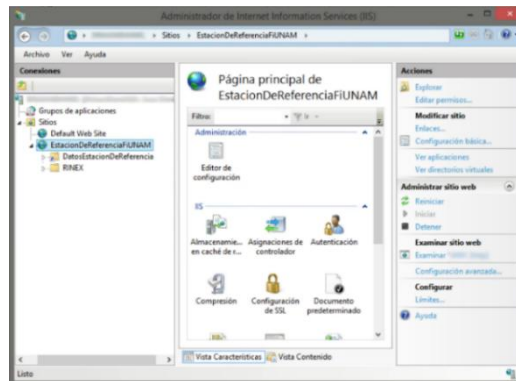 Administrador de Internet Information Services (IIS)
Sitios
EstacionDeReferenciaFiUNAM
Archivo Ver Ayuda
Conexiones
Grupos de aplicaciones
Sitios
Default Web Site
EstacionDeReferenciaFiUNAM
DatosEstacionDeReferencia
RINEX
Página principal de
EstacionDeReferenciaFiUNAM
Filtro:
Administración
Editor de
configuración
IIS
Almacenamie... Asignaciones de Autenticación
en caché de r... controlador
Compresión Configuración Documento
de SSL predeterminado
Vista Características Vista Contenido
Acciones
Explorar
Editar permisos...
Modificar sitio
Enlaces...
Configuración básica...
Ver aplicaciones
Ver directorios virtuales
Administrar sitio web
Reiniciar
Iniciar
Detener
Examinar sitio web
Examinar
Configuración avanzada...
Configurar
Límites...
Ayuda
Listo